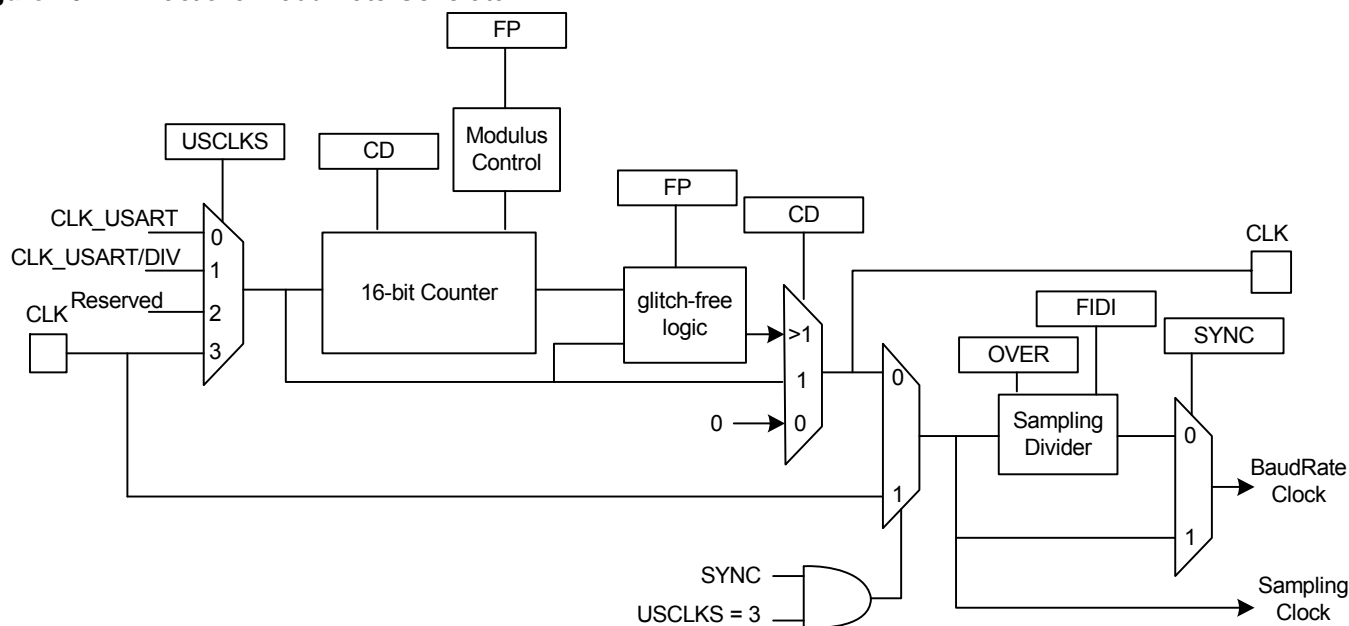 FP
USCLKS
CD
Modulus
Control
FP
CD
CLK
CLK_USART
CLK_USART/DIV
Reserved
CLK
0
1
2
3
16-bit Counter
glitch-free
logic
>1
1
0
0
FIDI
OVER
SYNC
0
1
Sampling
Divider
0
1
BaudRate
Clock
SYNC
USCLKS = 3
Sampling
Clock